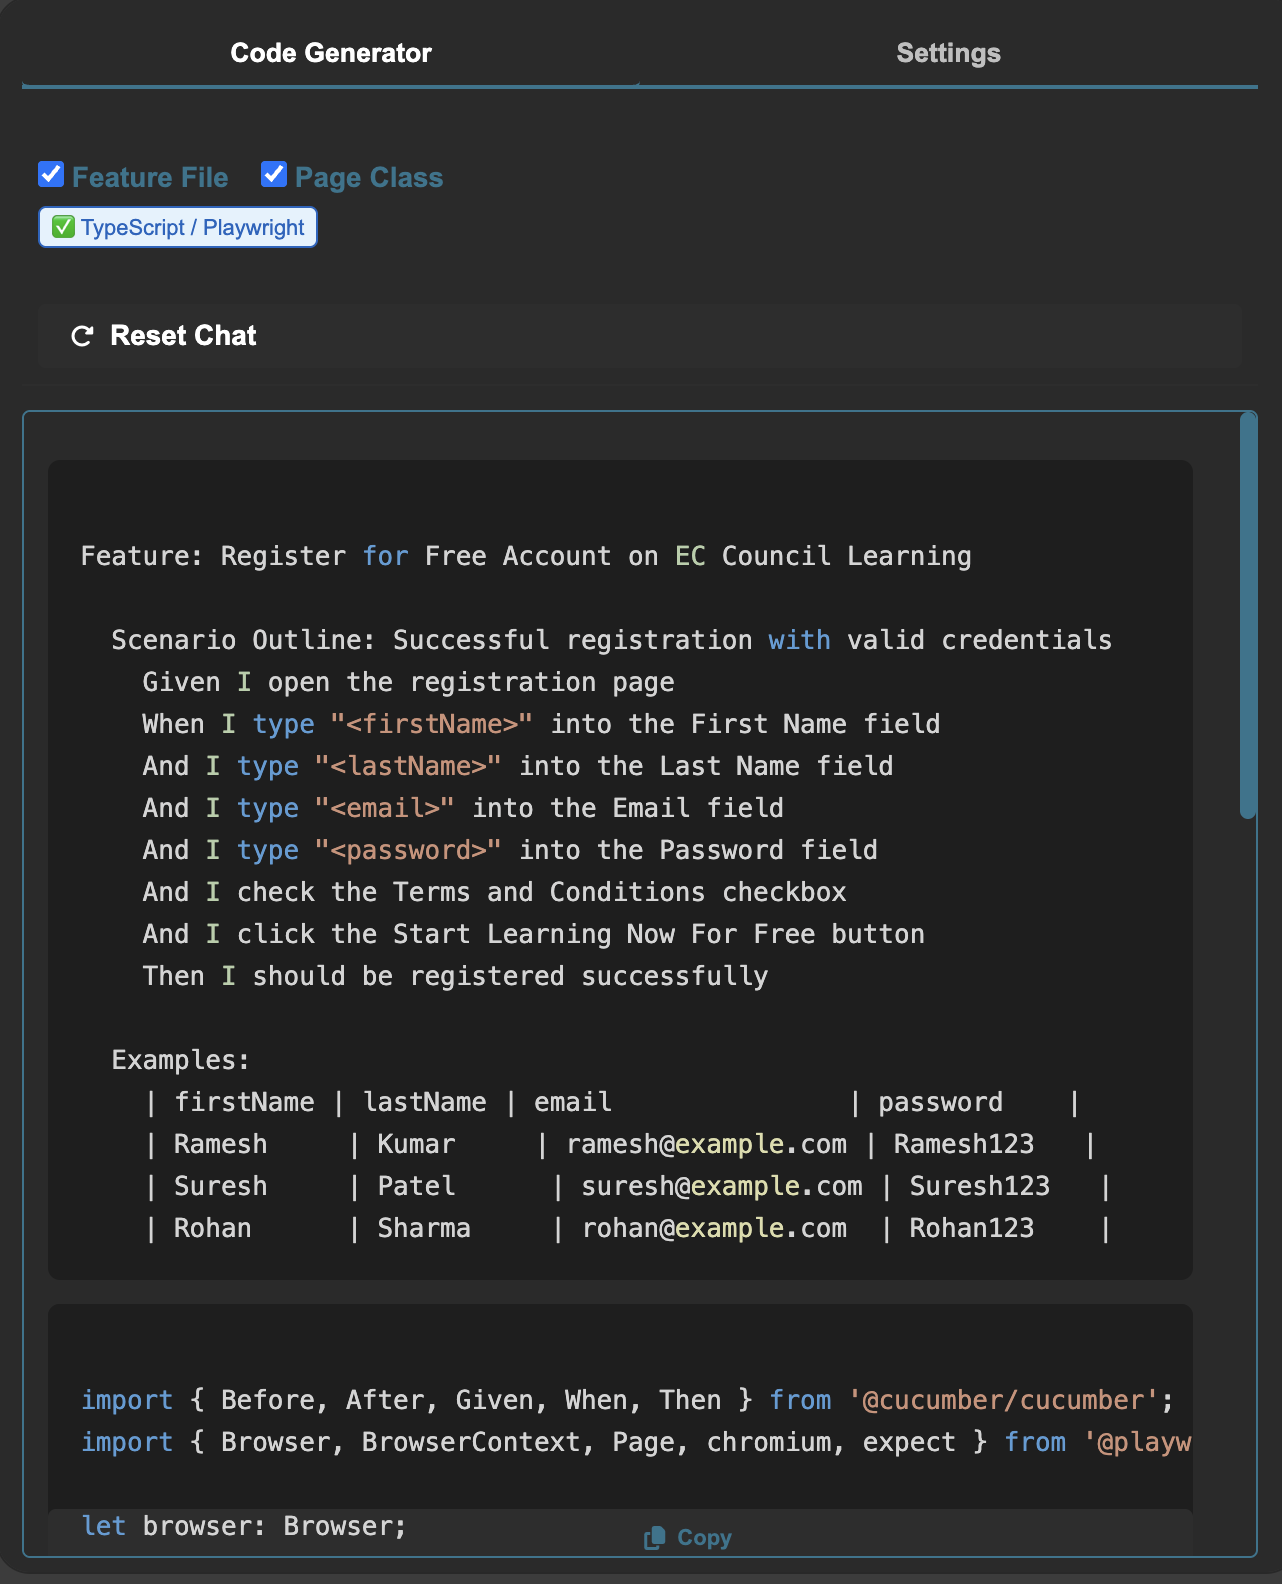 Code Generator
Settings
Feature File
Page Class
✅ TypeScript / Playwright
Reset Chat
Feature: Register for Free Account on EC Council Learning
Scenario Outline: Successful registration with valid credentials
Given I open the registration page
When I type "<firstName>" into the First Name field
And I type "<lastName>" into the Last Name field
And I type "<email>" into the Email field
And I type "<password>" into the Password field
And I check the Terms and Conditions checkbox
And I click the Start Learning Now For Free button
Then I should be registered successfully
Examples:
| firstName | lastName | email | password |
| Ramesh | Kumar | ramesh@example.com | Ramesh123 |
| Suresh | Patel | suresh@example.com | Suresh123 |
| Rohan | Sharma | rohan@example.com | Rohan123 |
import { Before, After, Given, When, Then } from '@cucumber/cucumber';
import { Browser, BrowserContext, Page, chromium, expect } from '@playw
let browser: Browser;
Copy